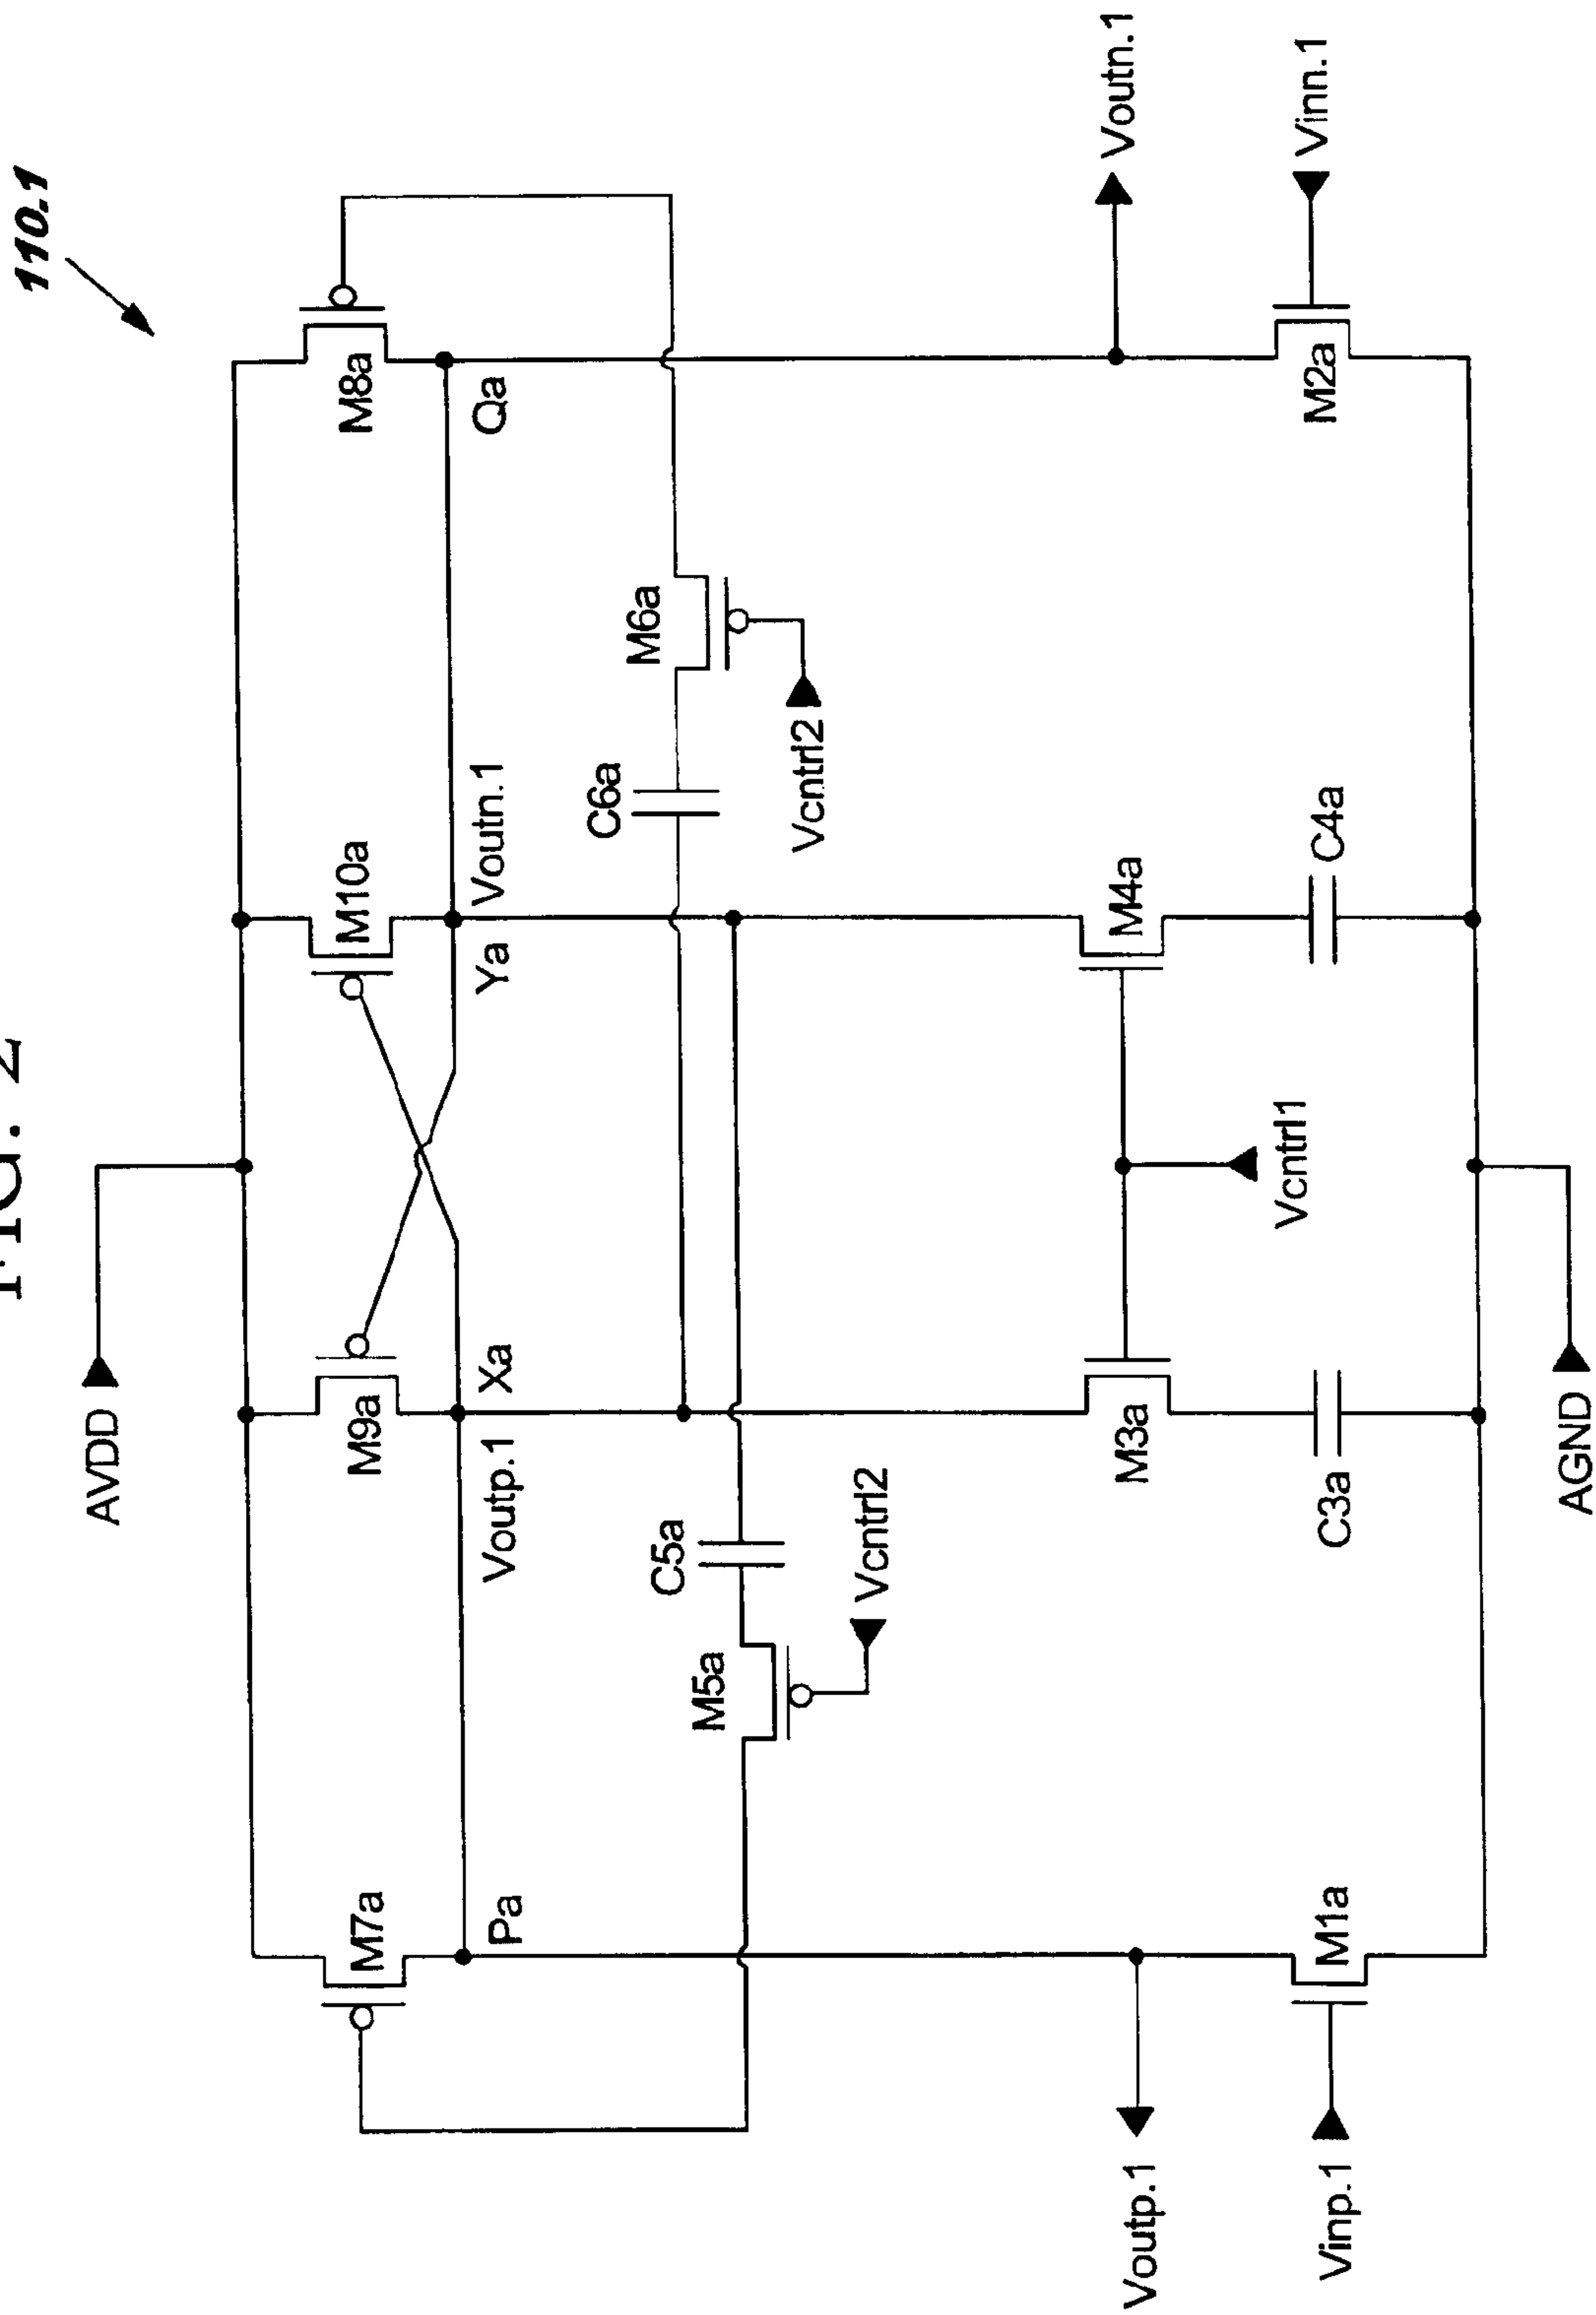 FIG. 2
110.1
AVDD
M7a
M9a
M10a
M8a
Pa
Voutp.1
Xa
Ya
Voutn.1
Qa
M5a
C5a
C6a
M6a
Vcntrl2
Vcntrl2
Voutp.1
M3a
M4a
Voutn.1
Vcntrl1
Vinp.1
M1a
C3a
C4a
M2a
Vinn.1
AGND